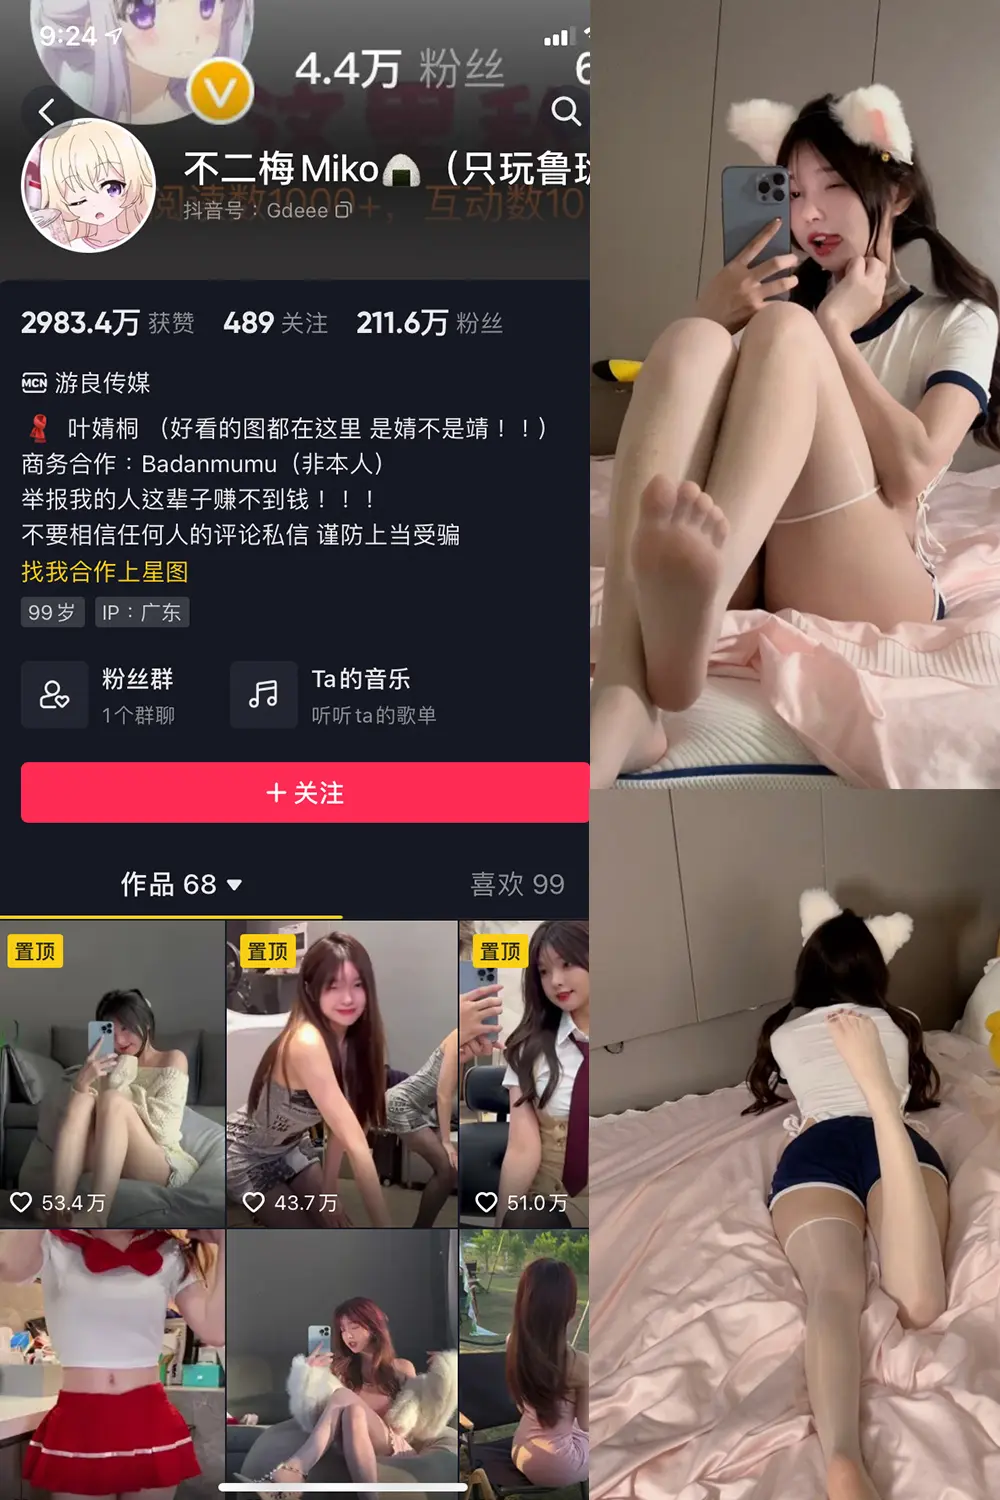 9:24
4.4万 粉丝
不二梅Miko🍙（只玩鲁班
抖音号：Gdeee
阅读数1000+，互动数10
2983.4万 获赞 489 关注 211.6万 粉丝
MCN 游良传媒
叶婧桐 （好看的图都在这里 是婧不是靖！！）
商务合作：Badanmumu（非本人）
举报我的人这辈子赚不到钱！！！
不要相信任何人的评论私信 谨防上当受骗
找我合作上星图
99岁 IP：广东
粉丝群 Ta的音乐
1个群聊 听听ta的歌单
+ 关注
作品 68 喜欢 99
置顶 置顶 置顶
53.4万 43.7万 51.0万